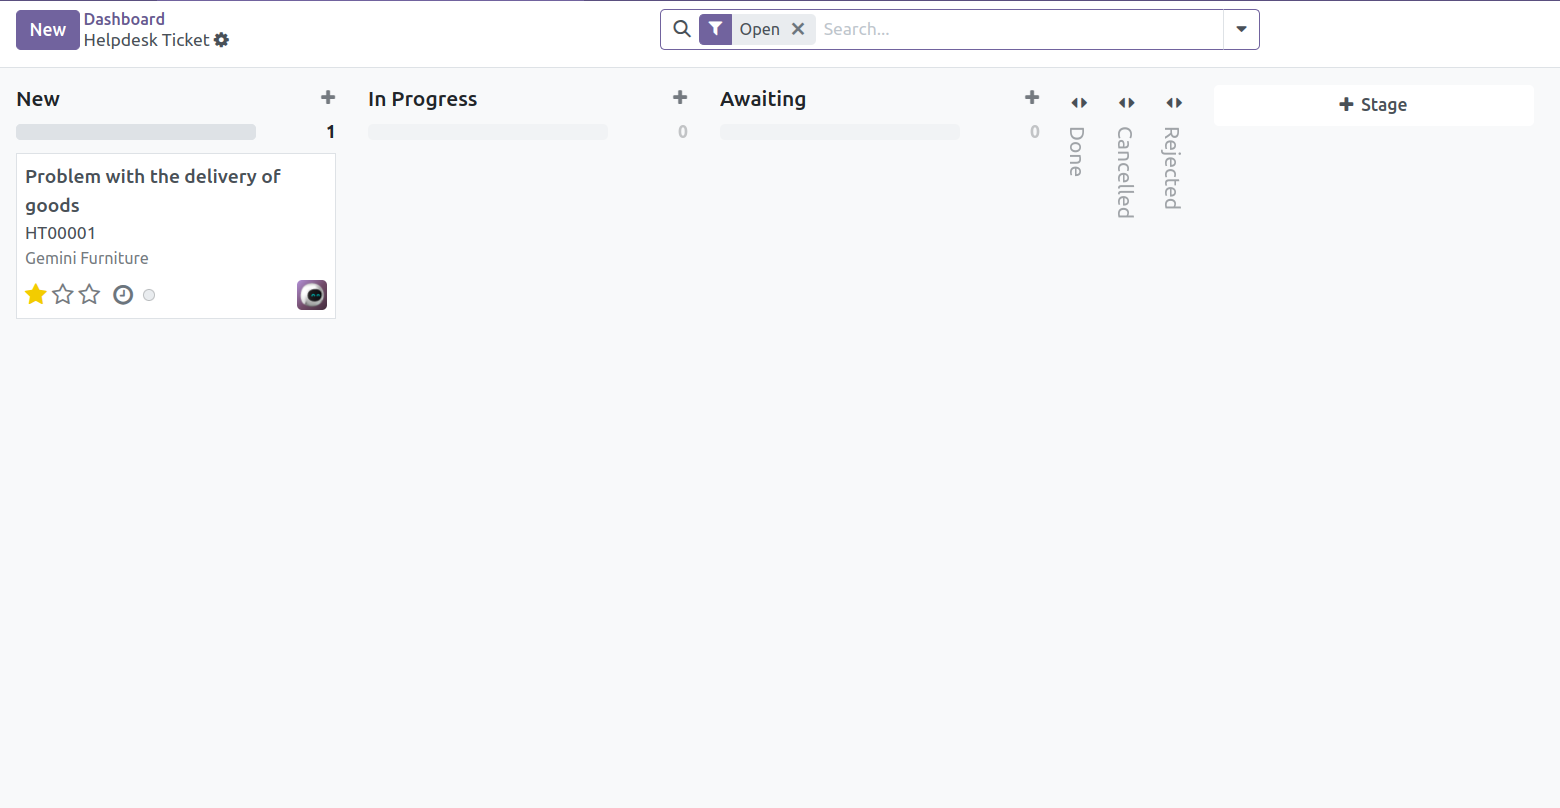 New
Dashboard
Helpdesk Ticket
Open
Search...
New
1
In Progress
0
Awaiting
0
Done
Cancelled
Rejected
Stage
Problem with the delivery of
goods
HT00001
Gemini Furniture